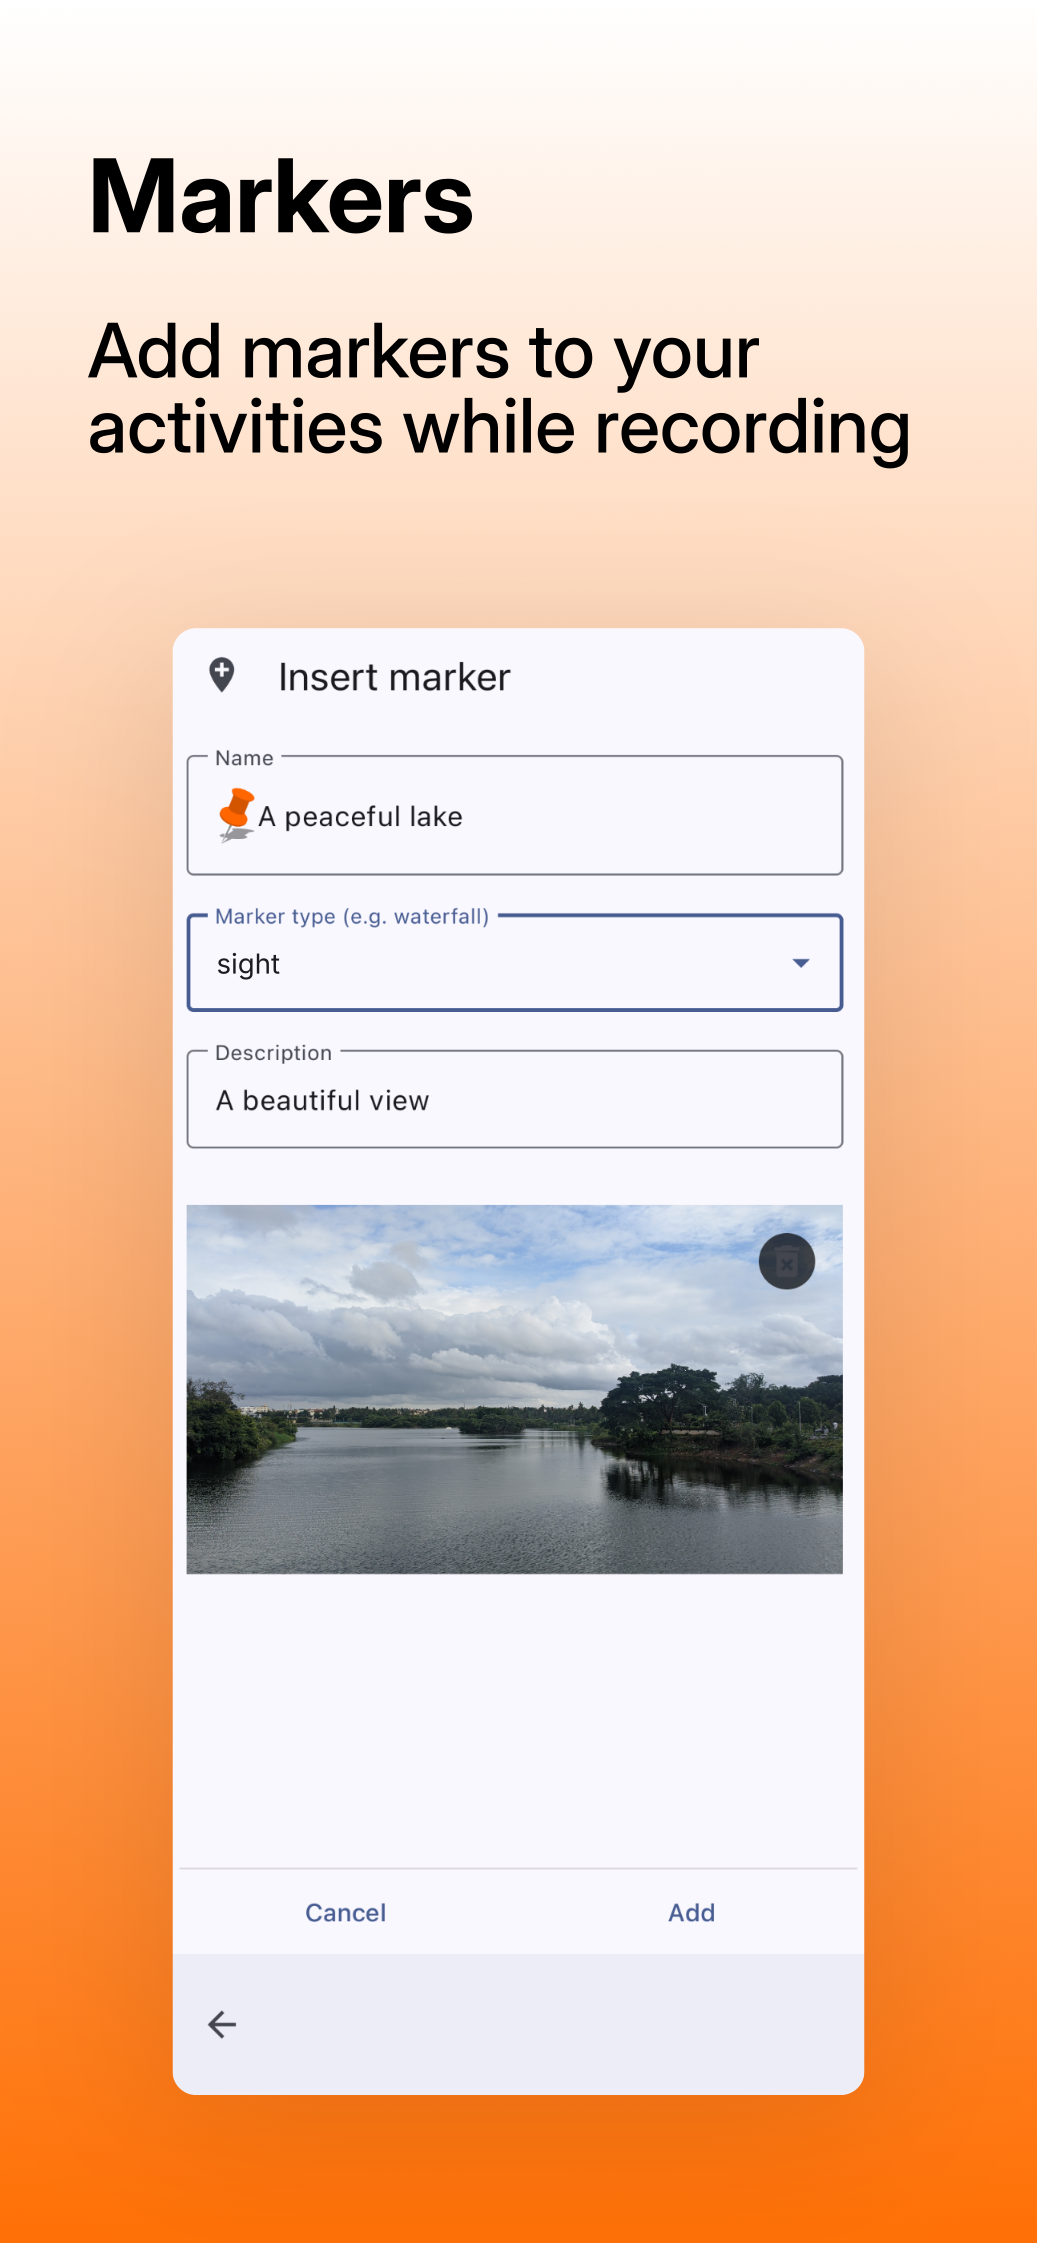 Markers
Add markers to your
activities while recording
Insert marker
Name
A peaceful lake
Marker type (e.g. waterfall)
sight
Description
A beautiful view
Cancel
Add